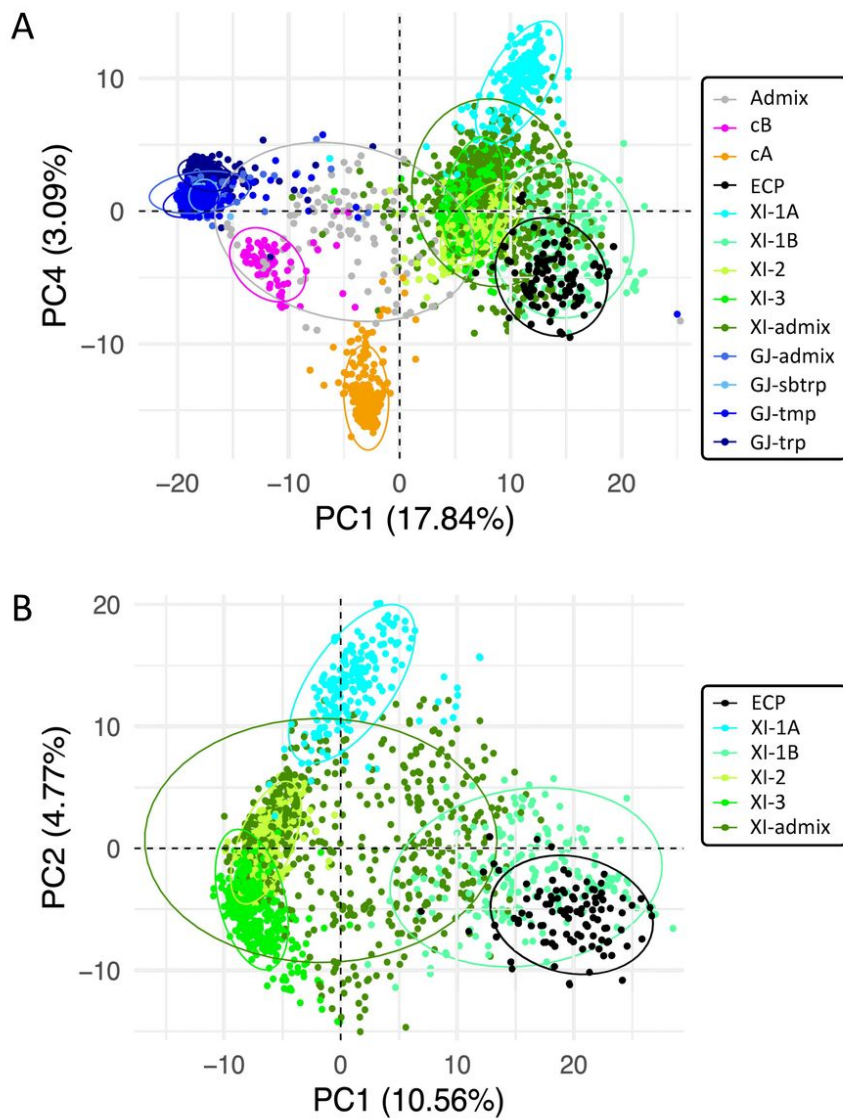 A
PC4 (3.09%)
10
0
−10
−20
−10
0
10
20
PC1 (17.84%)
Admix
cB
cA
ECP
XI-1A
XI-1B
XI-2
XI-3
XI-admix
GJ-admix
GJ-sbtrp
GJ-tmp
GJ-trp
B
PC2 (4.77%)
20
10
0
−10
−10
0
10
20
PC1 (10.56%)
ECP
XI-1A
XI-1B
XI-2
XI-3
XI-admix